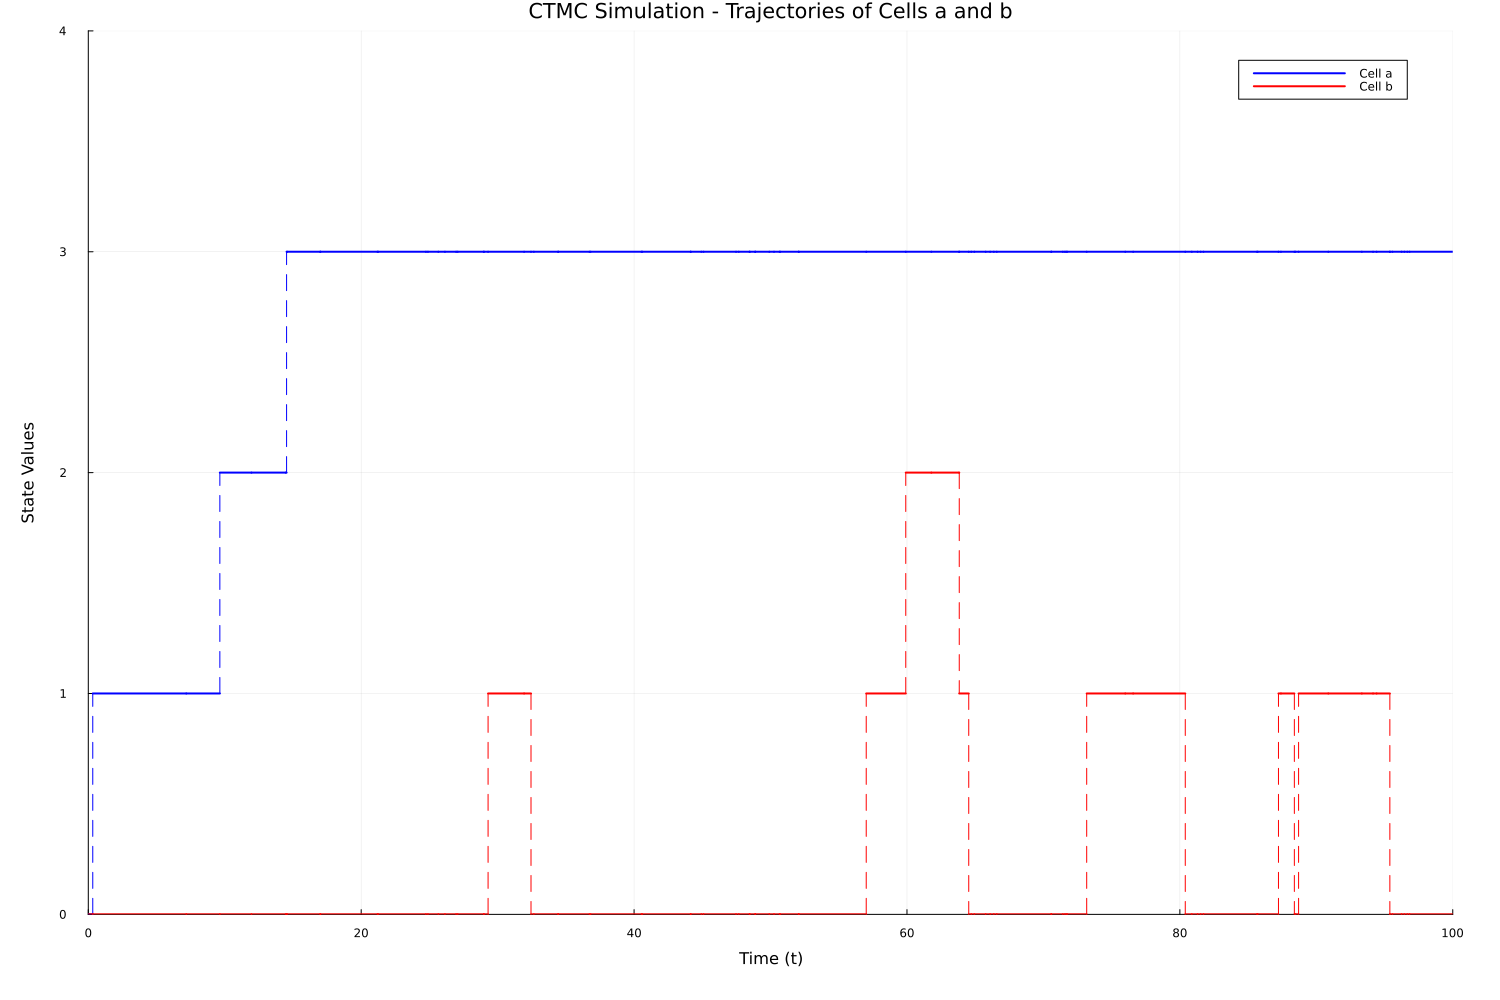 CTMC Simulation - Trajectories of Cells a and b
Cell a
Cell b
State Values
4
3
2
1
0
0 20 40 60 80 100
Time (t)